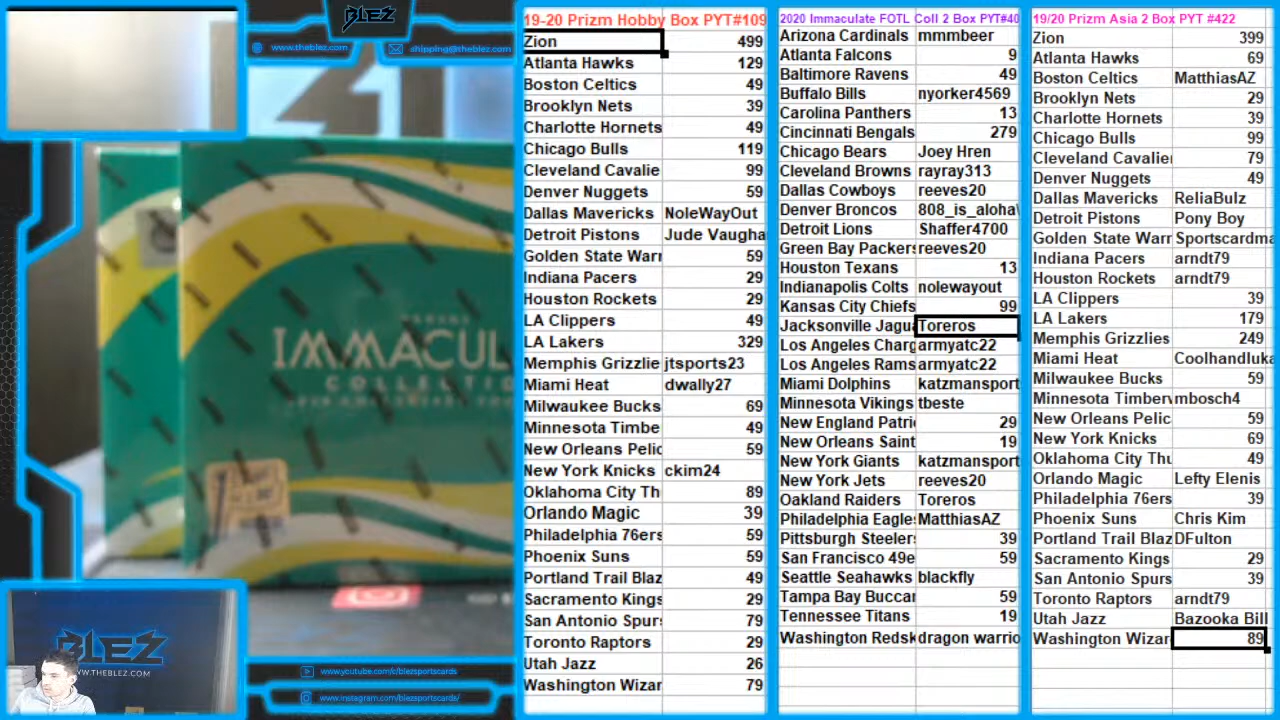 BLEZ
www.theblez.com
shipping@theblez.com
IMMACUL
COLLECTIO
BLEZ
WWW.THEBLEZ.COM
www.youtube.com/c/blezsportscards
www.instagram.com/blezsportscards/
19-20 Prizm Hobby Box PYT#109
Zion 499
Atlanta Hawks 129
Boston Celtics 49
Brooklyn Nets 39
Charlotte Hornets 49
Chicago Bulls 119
Cleveland Cavalie 99
Denver Nuggets 59
Dallas Mavericks NoleWayOut
Detroit Pistons Jude Vaugha
Golden State Warr 59
Indiana Pacers 29
Houston Rockets 29
LA Clippers 49
LA Lakers 329
Memphis Grizzlie jtsports23
Miami Heat dwally27
Milwaukee Bucks 69
Minnesota Timbe 49
New Orleans Pelic 59
New York Knicks ckim24
Oklahoma City Th 89
Orlando Magic 39
Philadelphia 76ers 59
Phoenix Suns 59
Portland Trail Blaz 49
Sacramento Kings 29
San Antonio Spurs 79
Toronto Raptors 29
Utah Jazz 26
Washington Wizar 79
2020 Immaculate FOTL Coll 2 Box PYT#40
Arizona Cardinals mmmbeer
Atlanta Falcons 9
Baltimore Ravens 49
Buffalo Bills nyorker4569
Carolina Panthers 13
Cincinnati Bengals 279
Chicago Bears Joey Hren
Cleveland Browns rayray313
Dallas Cowboys reeves20
Denver Broncos 808_is_aloha
Detroit Lions Shaffer4700
Green Bay Packers reeves20
Houston Texans 13
Indianapolis Colts nolewayout
Kansas City Chiefs 99
Jacksonville Jagua Toreros
Los Angeles Charg armyatc22
Los Angeles Rams armyatc22
Miami Dolphins katzmansport
Minnesota Vikings tbeste
New England Patri 29
New Orleans Saint 19
New York Giants katzmansport
New York Jets reeves20
Oakland Raiders Toreros
Philadelphia Eagle MatthiasAZ
Pittsburgh Steeler 39
San Francisco 49e 59
Seattle Seahawks blackfly
Tampa Bay Buccar 59
Tennessee Titans 19
Washington Redsk dragon warrio
19/20 Prizm Asia 2 Box PYT #422
Zion 399
Atlanta Hawks 69
Boston Celtics MatthiasAZ
Brooklyn Nets 29
Charlotte Hornets 39
Chicago Bulls 99
Cleveland Cavalier 79
Denver Nuggets 49
Dallas Mavericks ReliaBulz
Detroit Pistons Pony Boy
Golden State Warr Sportscardma
Indiana Pacers arndt79
Houston Rockets arndt79
LA Clippers 39
LA Lakers 179
Memphis Grizzlies 249
Miami Heat Coolhandluka
Milwaukee Bucks 59
Minnesota Timberv mbosch4
New Orleans Pelic 59
New York Knicks 69
Oklahoma City Thu 49
Orlando Magic Lefty Elenis
Philadelphia 76ers 39
Phoenix Suns Chris Kim
Portland Trail Blaz DFulton
Sacramento Kings 29
San Antonio Spurs 39
Toronto Raptors arndt79
Utah Jazz Bazooka Bill
Washington Wizar 89